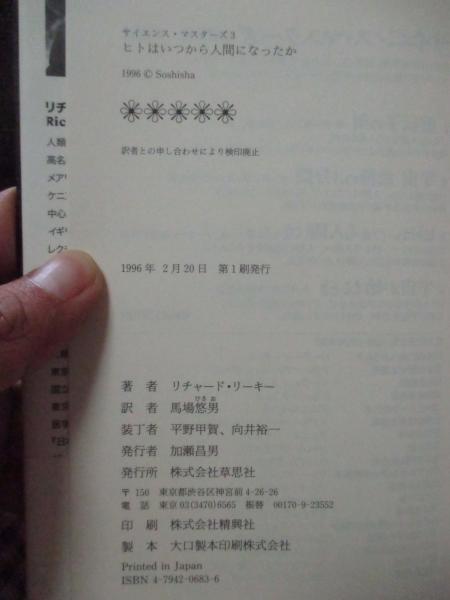 サイエンス・マスターズ3
ヒトはいつから人間になったか
1996 © Soshisha
訳者との申し合わせにより検印廃止
1996年 2月20日 第1刷発行
著者 リチャード・リーキー
訳者 馬場悠男
ひさお
装丁者 平野甲賀、向井裕一
発行者 加瀬昌男
発行所 株式会社草思社
〒150 東京都渋谷区神宮前4-26-26
電話 東京03(3470)6565 振替 00170-9-23552
印刷 株式会社精興社
製本 大口製本印刷株式会社
Printed in Japan
ISBN 4-7942-0683-6
リチ
Ric
人類
高名
メアリ
ケニ
中心
イギリ
レク